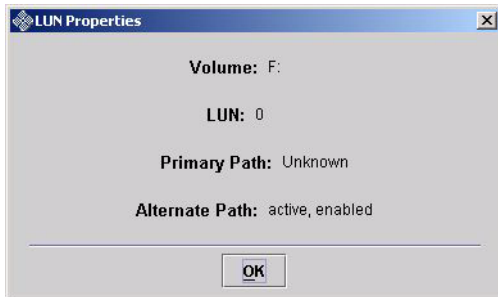 LUN Properties
Volume: F:
LUN: 0
Primary Path: Unknown
Alternate Path: active, enabled
OK